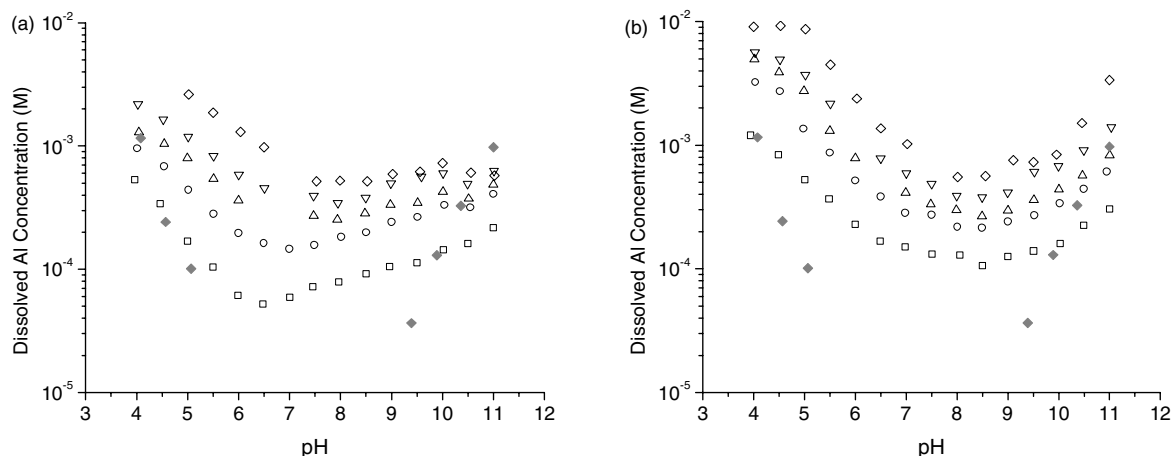 (a)
10⁻²
10⁻³
10⁻⁴
10⁻⁵
Dissolved Al Concentration (M)
3 4 5 6 7 8 9 10 11 12
pH
(b)
10⁻²
10⁻³
10⁻⁴
10⁻⁵
Dissolved Al Concentration (M)
3 4 5 6 7 8 9 10 11 12
pH